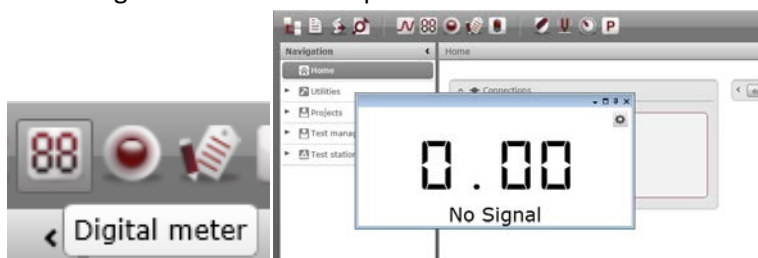 88
P
Navigation
Home
Home
Utilities
Connections
Projects
Test manag
Test station
0.00
No Signal
88
Digital meter